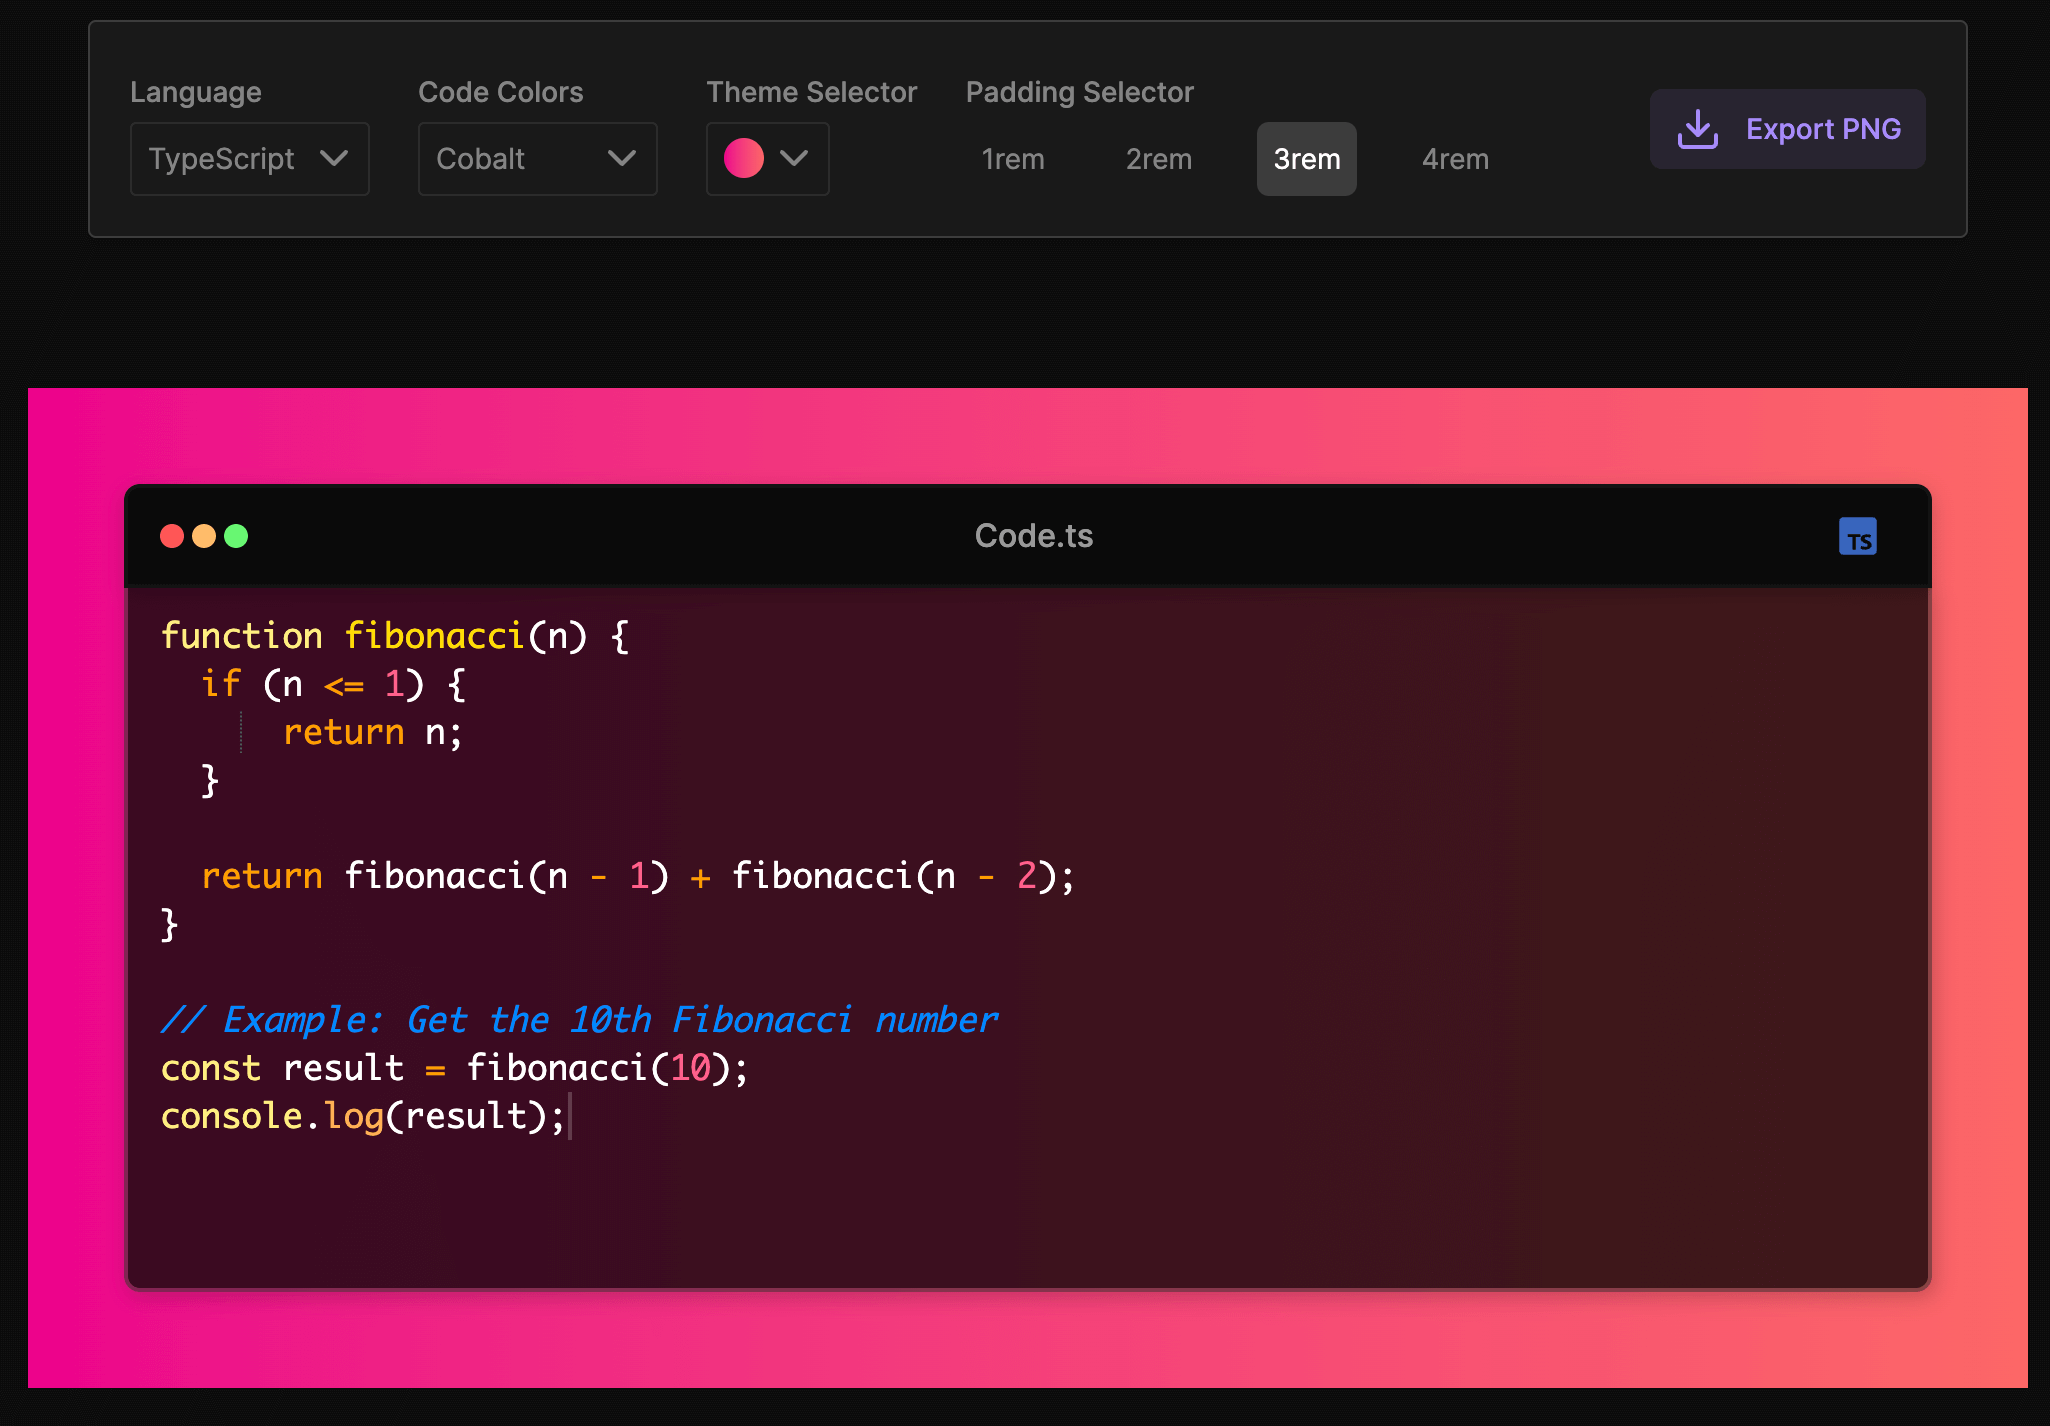 Language Code Colors Theme Selector Padding Selector
TypeScript Cobalt 1rem 2rem 3rem 4rem Export PNG
Code.ts TS
function fibonacci(n) {
  if (n <= 1) {
      return n;
  }
  return fibonacci(n - 1) + fibonacci(n - 2);
}
// Example: Get the 10th Fibonacci number
const result = fibonacci(10);
console.log(result);